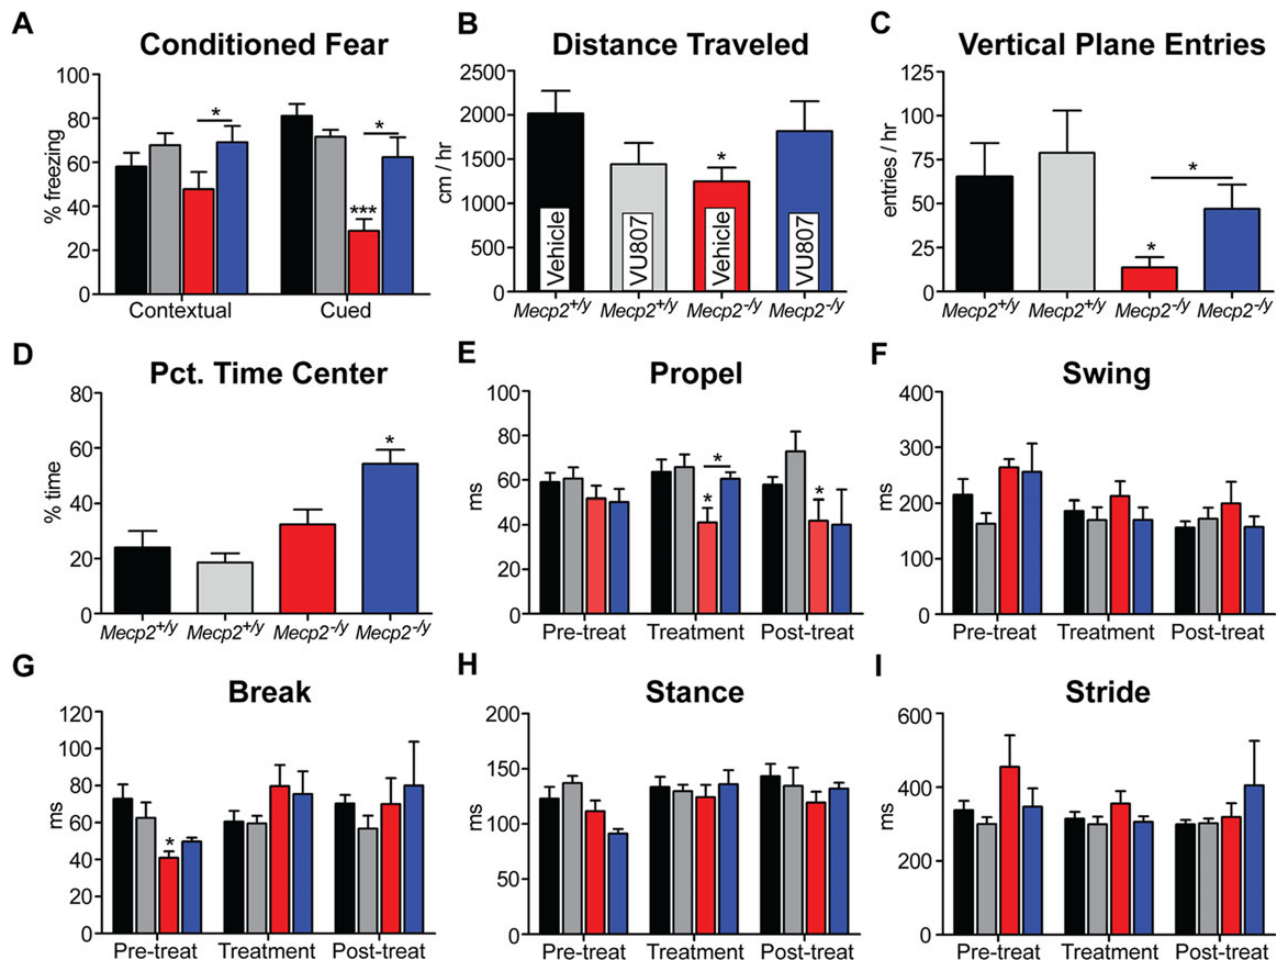 A
Conditioned Fear
% freezing
100
80
60
40
20
0
*
*
***
Contextual
Cued
B
Distance Traveled
cm / hr
2500
2000
1500
1000
500
0
*
Vehicle
VU807
Vehicle
VU807
Mecp2+/y
Mecp2+/y
Mecp2-/y
Mecp2-/y
C
Vertical Plane Entries
entries / hr
125
100
75
50
25
0
*
*
Mecp2+/y
Mecp2+/y
Mecp2-/y
Mecp2-/y
D
Pct. Time Center
% time
80
60
40
20
0
*
Mecp2+/y
Mecp2+/y
Mecp2-/y
Mecp2-/y
E
Propel
ms
100
80
60
40
20
0
*
*
*
Pre-treat
Treatment
Post-treat
F
Swing
ms
400
300
200
100
0
Pre-treat
Treatment
Post-treat
G
Break
ms
120
100
80
60
40
20
0
*
Pre-treat
Treatment
Post-treat
H
Stance
ms
200
150
100
50
0
Pre-treat
Treatment
Post-treat
I
Stride
ms
600
400
200
0
Pre-treat
Treatment
Post-treat